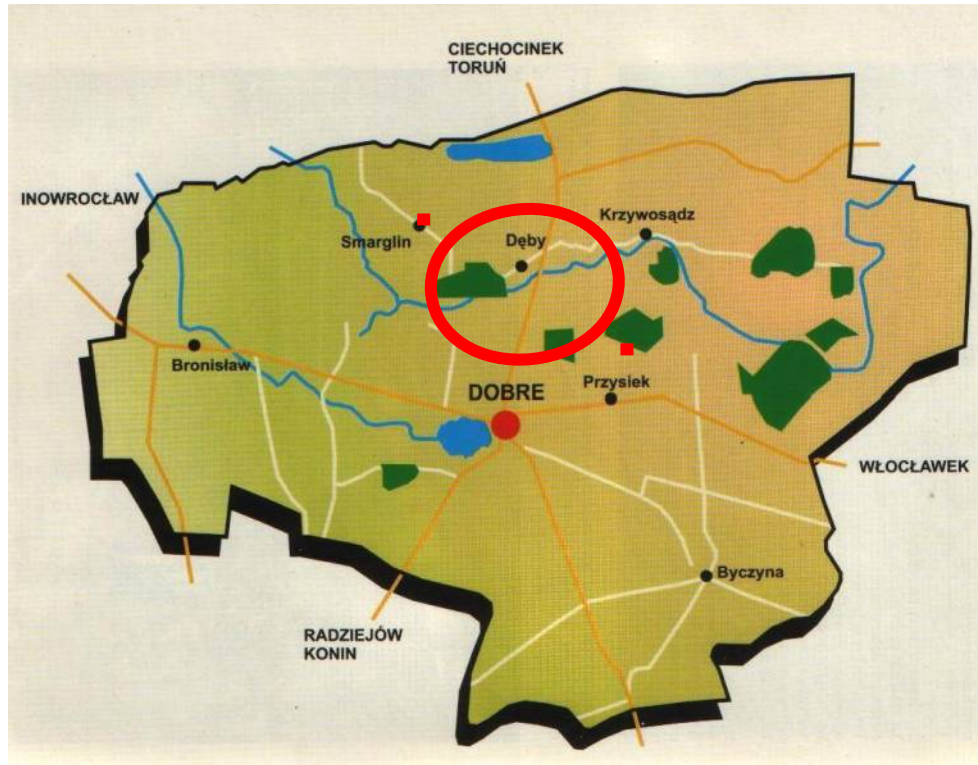 CIECHOCINEK
TORUŃ
INOWROCŁAW
Krzywosądz
Smarglin
Dęby
Bronisław
Przysiek
DOBRE
WŁOCŁAWEK
Byczyna
RADZIEJÓW
KONIN